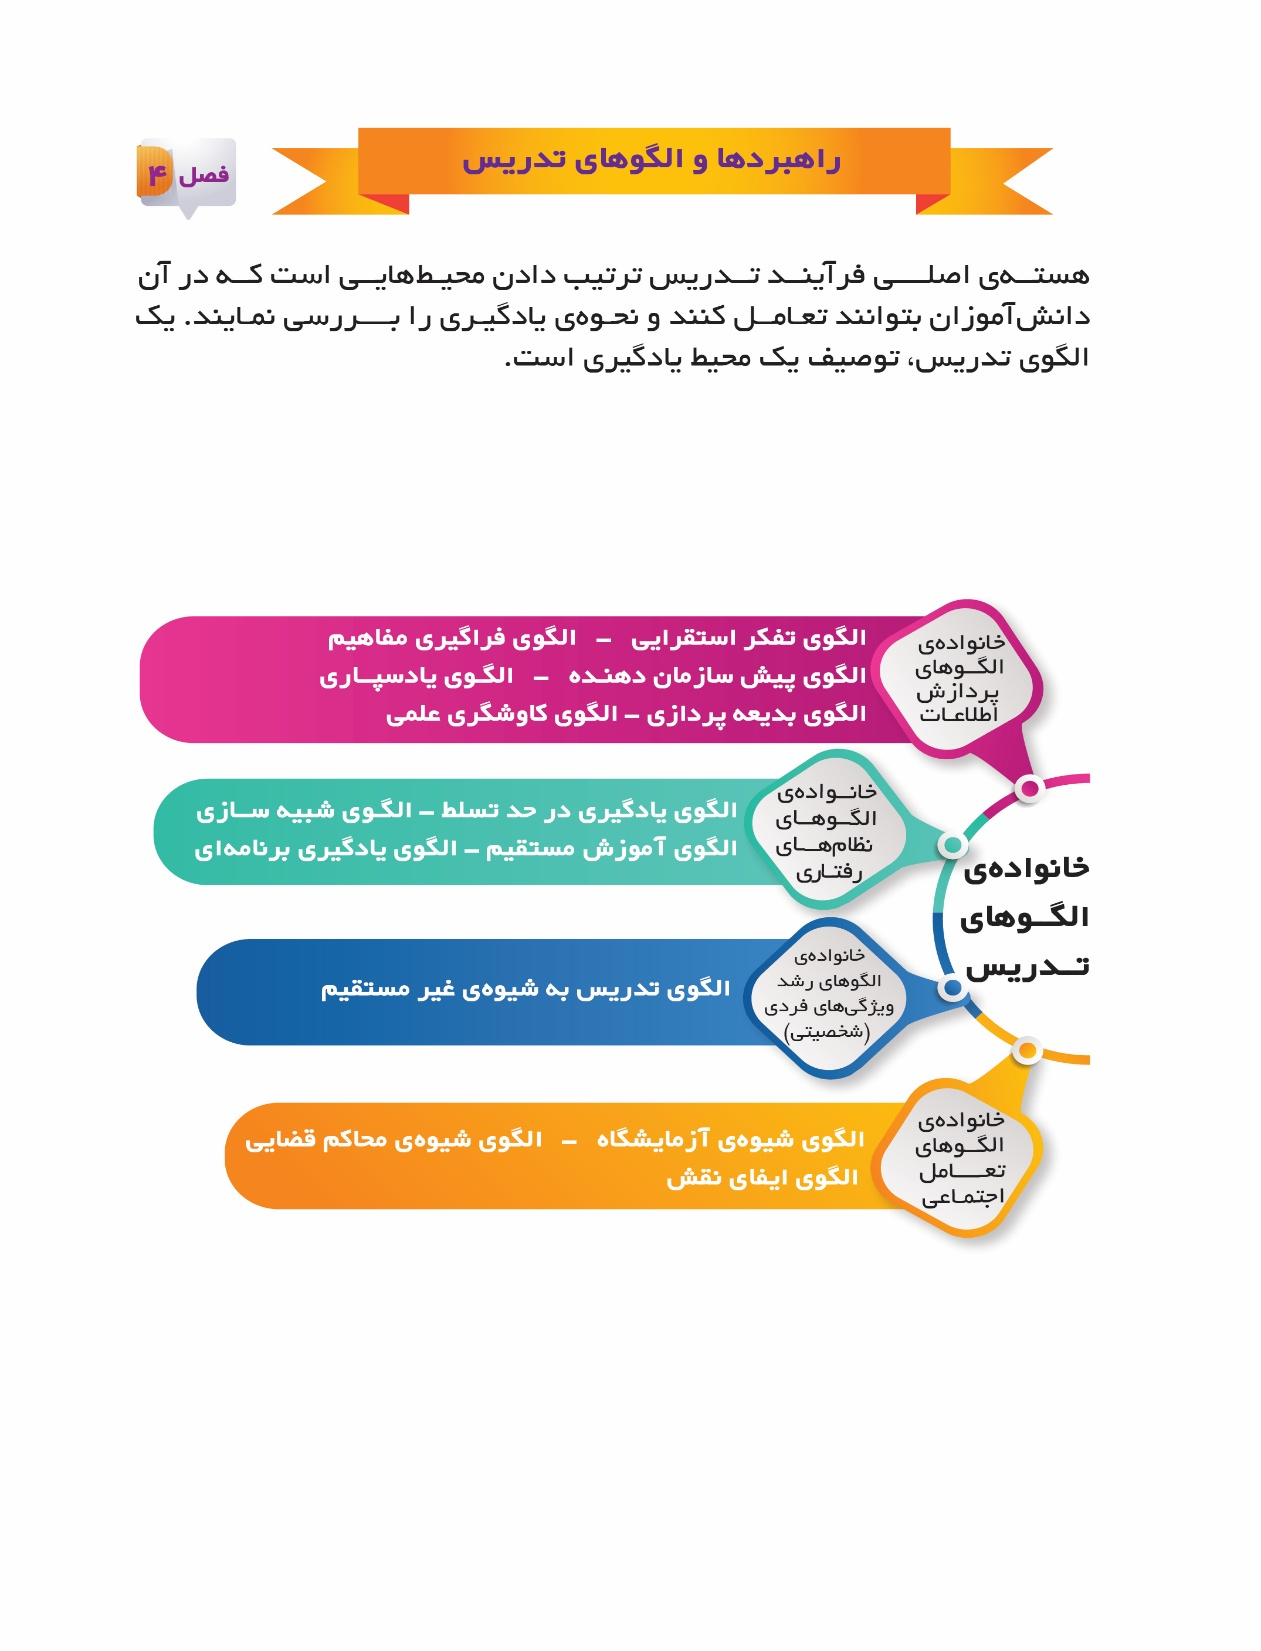 فصل ۴
راهبردها و الگوهای تدریس
هسته‌ی اصلی فرآیند تدریس ترتیب دادن محیط‌هایی است که در آن
دانش‌آموزان بتوانند تعامل کنند و نحوه‌ی یادگیری را بررسی نمایند. یک
الگوی تدریس، توصیف یک محیط یادگیری است.
خانواده‌ی
الگوهای
تدریس
خانواده‌ی
الگوهای
پردازش
اطلاعات
الگوی تفکر استقرایی – الگوی فراگیری مفاهیم
الگوی پیش سازمان دهنده – الگوی یادسپاری
الگوی بدیعه پردازی – الگوی کاوشگری علمی
خانواده‌ی
الگوهای
نظام‌های
رفتاری
الگوی یادگیری در حد تسلط – الگوی شبیه سازی
الگوی آموزش مستقیم – الگوی یادگیری برنامه‌ای
خانواده‌ی
الگوهای رشد
ویژگی‌های فردی
(شخصیتی)
الگوی تدریس به شیوه‌ی غیر مستقیم
خانواده‌ی
الگوهای
تعامل
اجتماعی
الگوی شیوه‌ی آزمایشگاه – الگوی شیوه‌ی محاکم قضایی
الگوی ایفای نقش